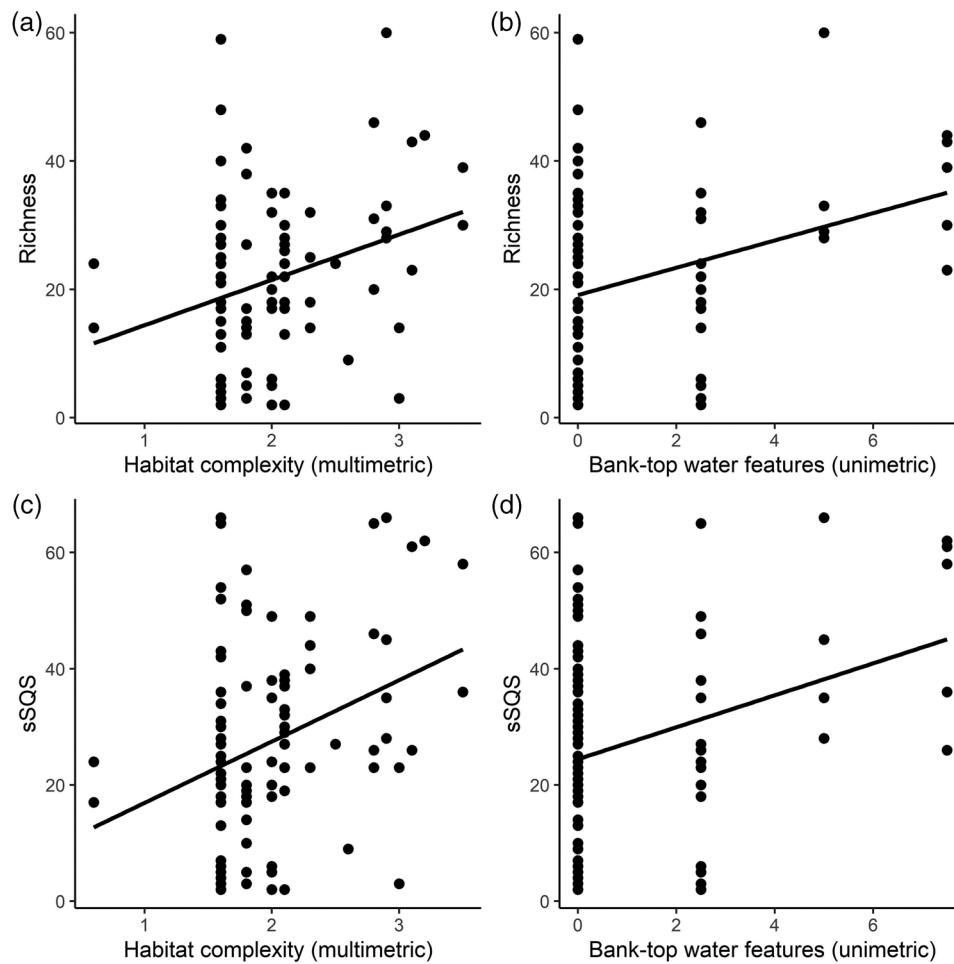 (a)
60
40
20
0
Richness
1 2 3
Habitat complexity (multimetric)
(b)
60
40
20
0
Richness
0 2 4 6
Bank-top water features (unimetric)
(c)
60
40
20
0
sSQS
1 2 3
Habitat complexity (multimetric)
(d)
60
40
20
0
sSQS
0 2 4 6
Bank-top water features (unimetric)